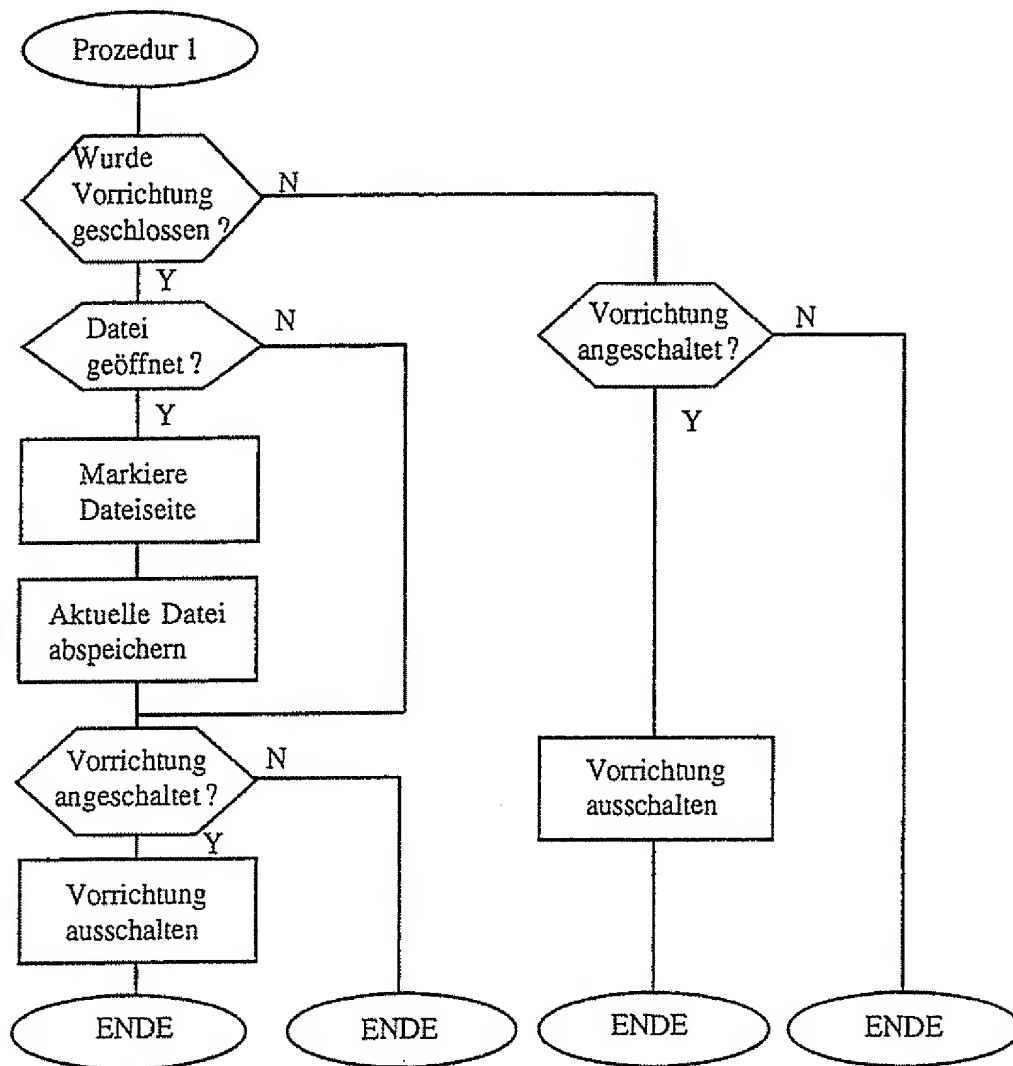 Prozedur 1
Wurde
Vorrichtung
geschlossen ?
N
Y
Datei
geöffnet ?
N
Vorrichtung
angeschaltet ?
N
Y
Y
Markiere
Dateiseite
Aktuelle Datei
abspeichern
Vorrichtung
angeschaltet ?
N
Y
Vorrichtung
ausschalten
Vorrichtung
ausschalten
ENDE
ENDE
ENDE
ENDE